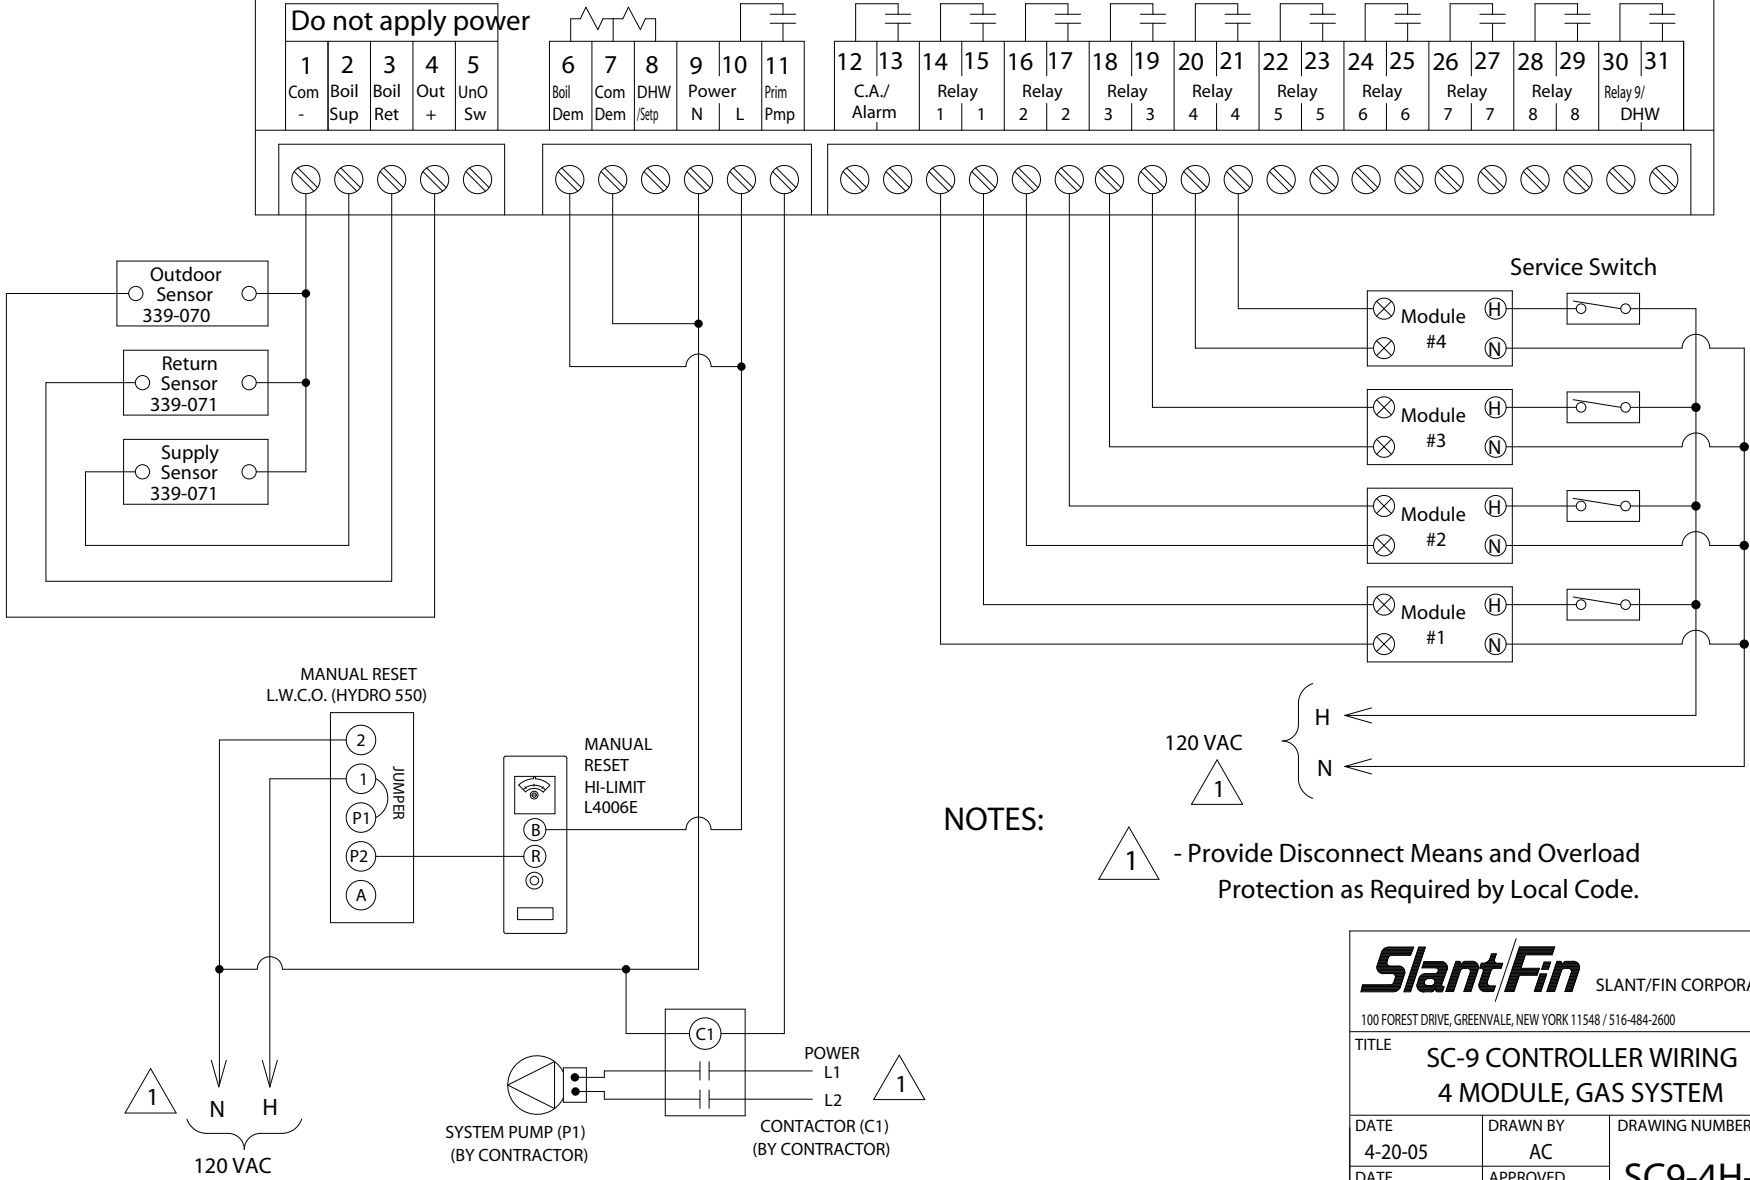 Do not apply power
1 2 3 4 5 6 7 8 9 10 11 12 13 14 15 16 17 18 19 20 21 22 23 24 25 26 27 28 29 30 31
Com Boil Boil Out UnO Boil Com DHW Power Prim C.A./ Relay Relay Relay Relay Relay Relay Relay Relay Relay 9/
- Sup Ret + Sw Dem Dem /Setp N L Pmp Alarm 1 1 2 2 3 3 4 4 5 5 6 6 7 7 8 8 DHW
Service Switch
Outdoor
Sensor
339-070
Return
Sensor
339-071
Supply
Sensor
339-071
Module
#4
H
N
Module
#3
H
N
Module
#2
H
N
Module
#1
H
N
MANUAL RESET
L.W.C.O. (HYDRO 550)
2
1
P1
P2
A
JUMPER
MANUAL
RESET
HI-LIMIT
L4006E
B
R
120 VAC
H
N
1
NOTES:
1 - Provide Disconnect Means and Overload
Protection as Required by Local Code.
C1
POWER
L1
L2
1
CONTACTOR (C1)
(BY CONTRACTOR)
SYSTEM PUMP (P1)
(BY CONTRACTOR)
1
N H
120 VAC
Slant/Fin SLANT/FIN CORPORA
100 FOREST DRIVE, GREENVALE, NEW YORK 11548 / 516-484-2600
TITLE
SC-9 CONTROLLER WIRING
4 MODULE, GAS SYSTEM
DATE DRAWN BY DRAWING NUMBER
4-20-05 AC
DATE APPROVED
SC9-4H-